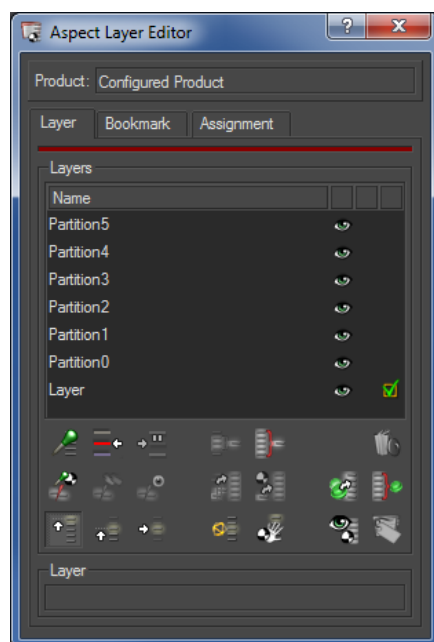 Aspect Layer Editor
?
X
Product: Configured Product
Layer Bookmark Assignment
Layers
Name
Partition5
Partition4
Partition3
Partition2
Partition1
Partition0
Layer
Layer